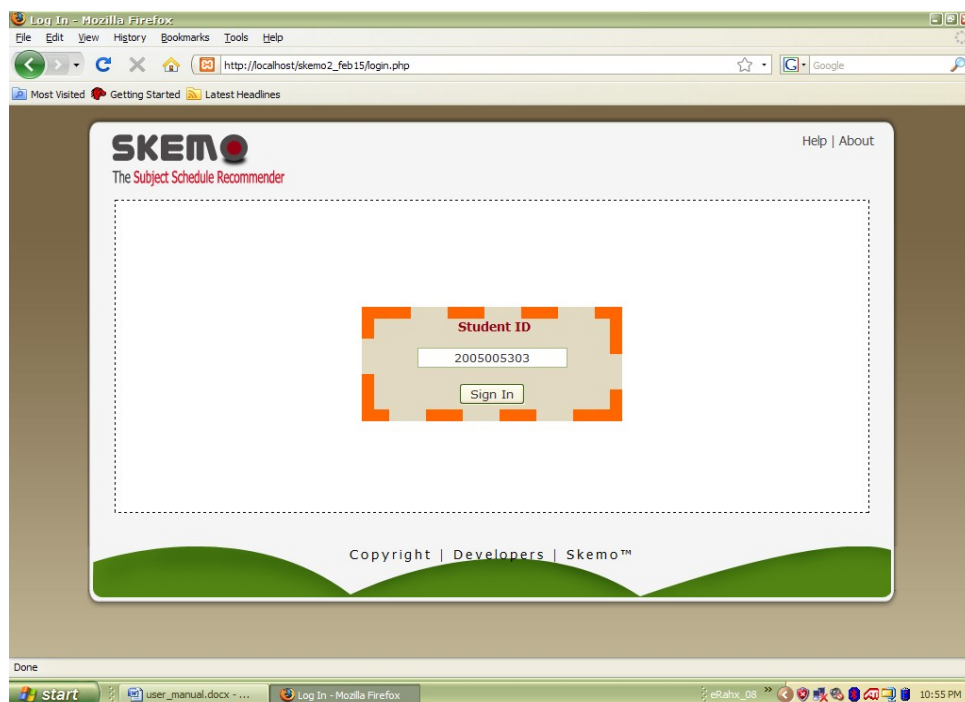 Log In - Mozilla Firefox
File Edit View History Bookmarks Tools Help
http://localhost/skemo2_feb15/login.php
G Google
Most Visited Getting Started Latest Headlines
SKEMO
Help | About
The Subject Schedule Recommender
Student ID
2005005303
Sign In
Copyright | Developers | Skemo™
Done
start user_manual.docx - ... Log In - Mozilla Firefox eRahx_08 » 10:55 PM